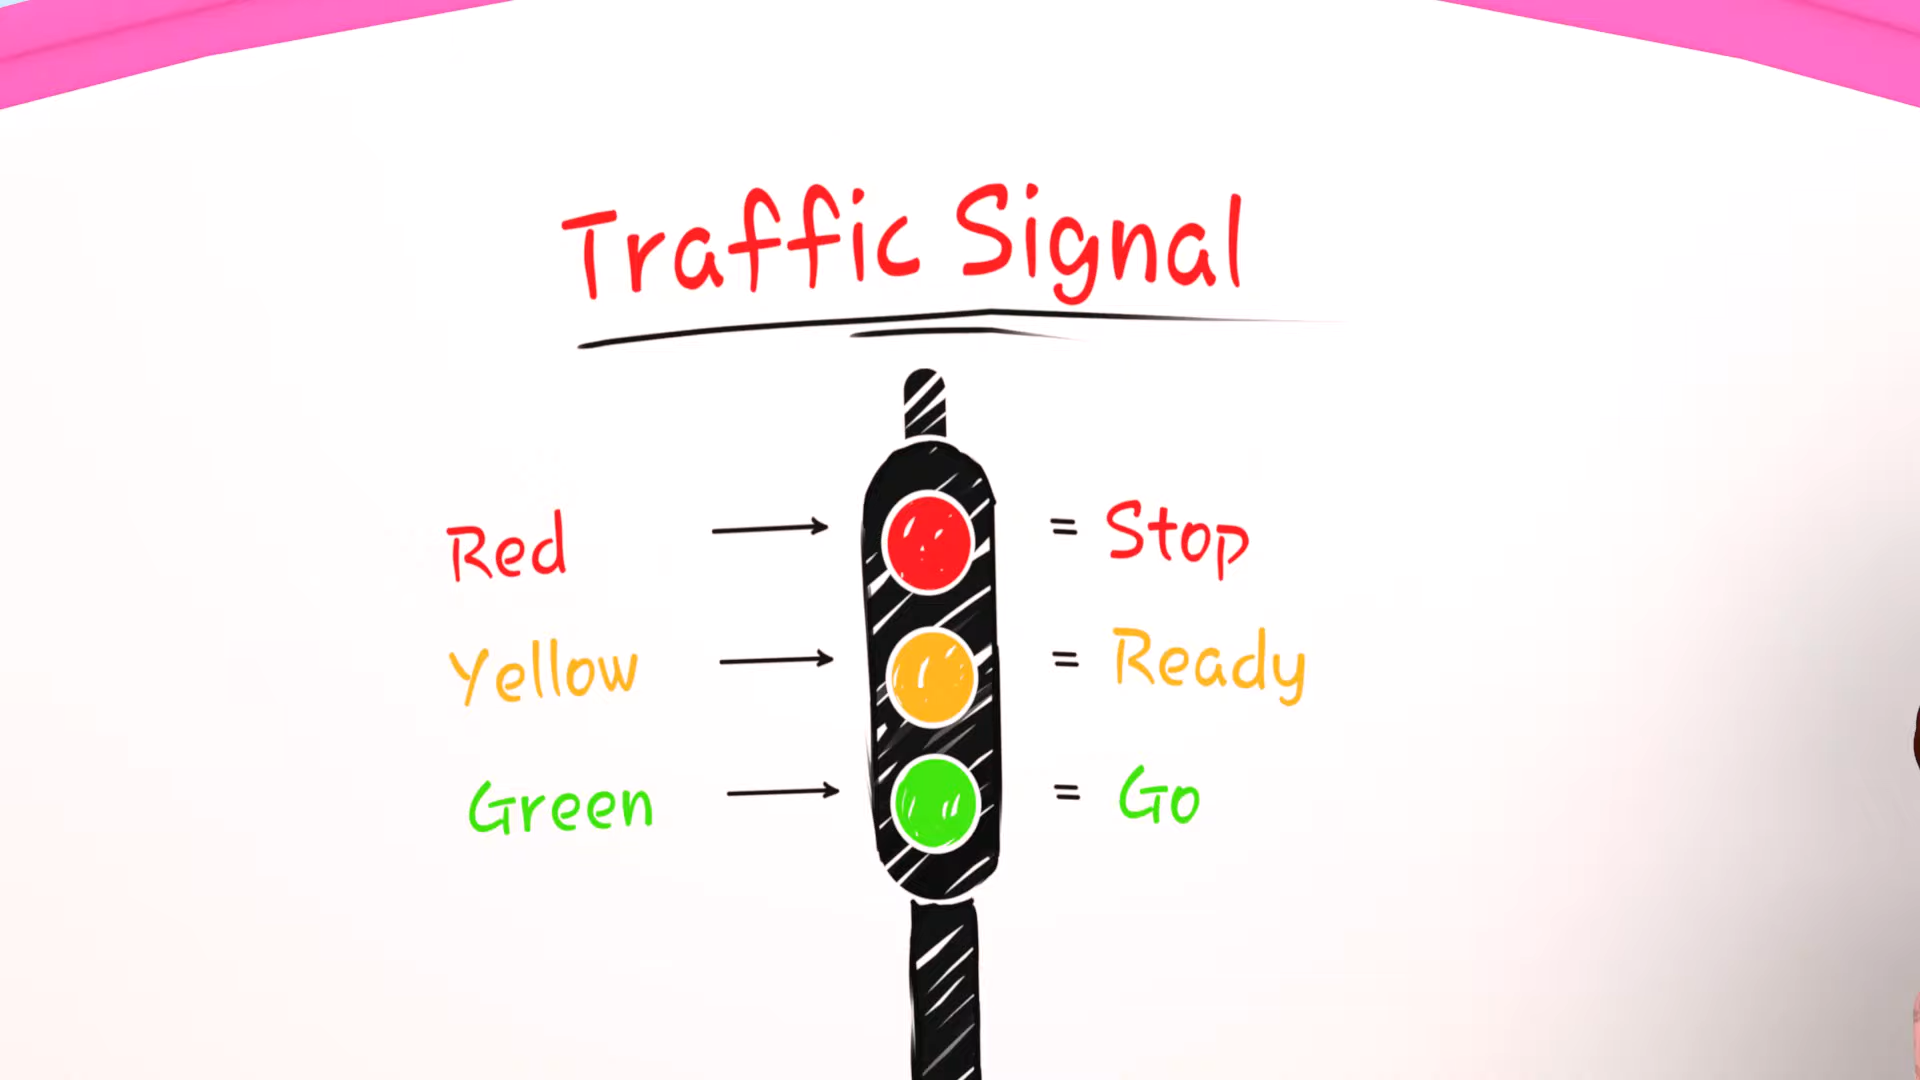 Traffic Signal
Red = Stop
Yellow = Ready
Green = Go